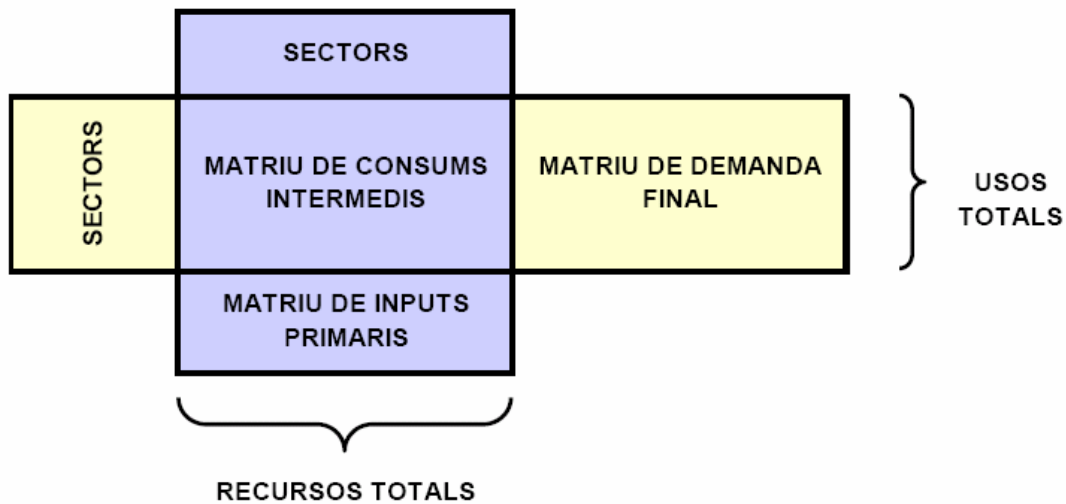 SECTORS
SECTORS
MATRIU DE CONSUMS
INTERMEDIS
MATRIU DE DEMANDA
FINAL
USOS
TOTALS
MATRIU DE INPUTS
PRIMARIS
RECURSOS TOTALS